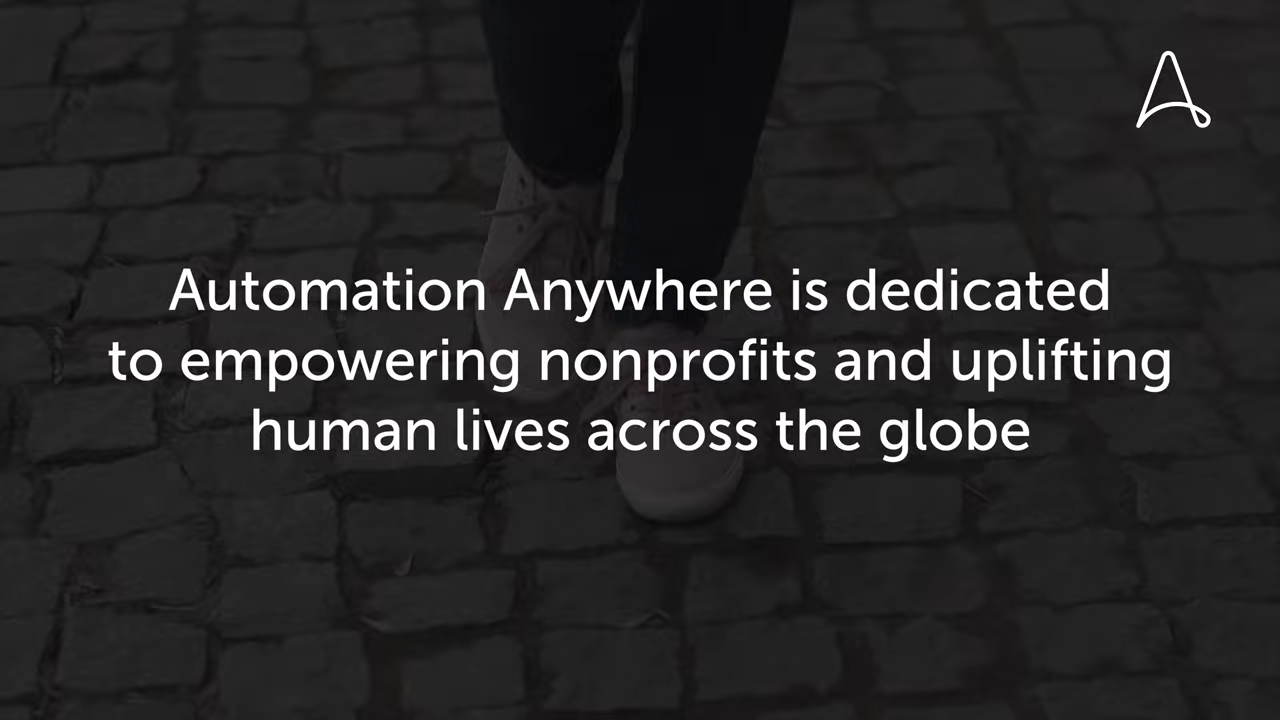 Automation Anywhere is dedicated
to empowering nonprofits and uplifting
human lives across the globe